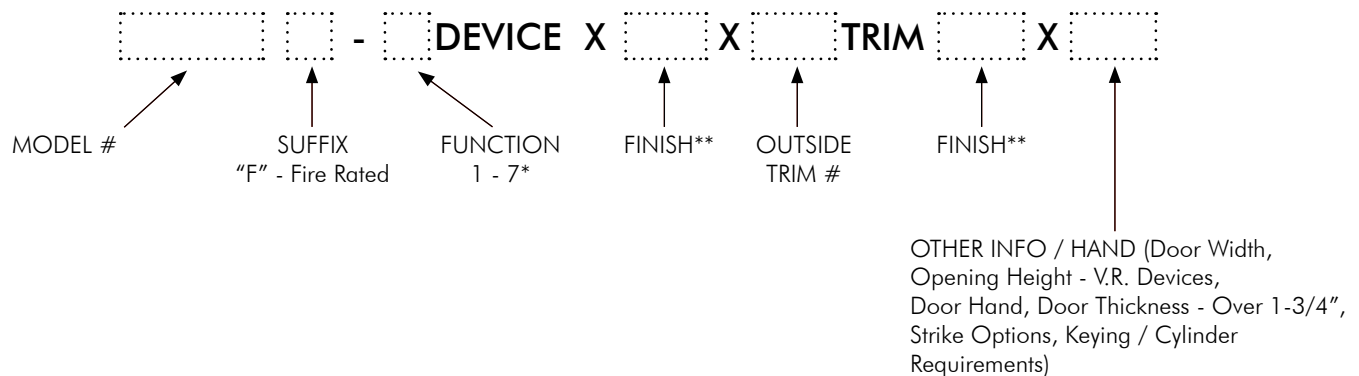 - DEVICE X X TRIM X
MODEL # SUFFIX FUNCTION FINISH** OUTSIDE FINISH**
"F" - Fire Rated 1 - 7* TRIM #
OTHER INFO / HAND (Door Width,
Opening Height - V.R. Devices,
Door Hand, Door Thickness - Over 1-3/4",
Strike Options, Keying / Cylinder
Requirements)